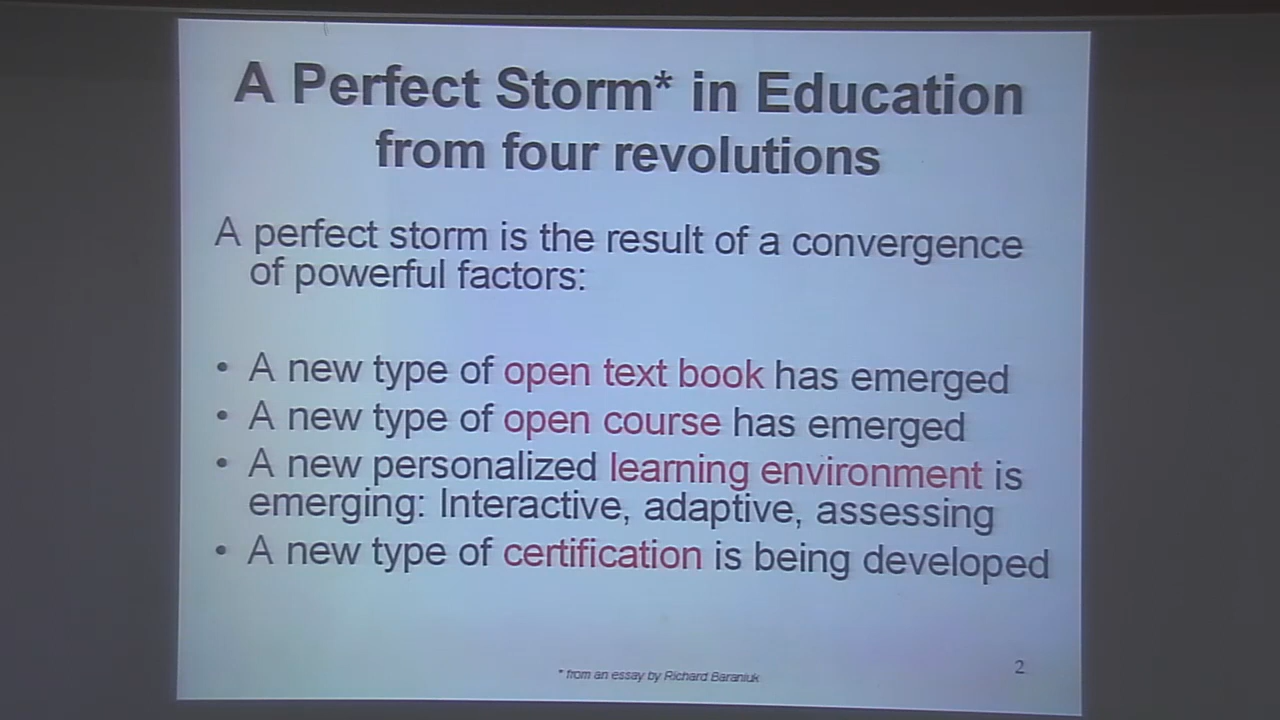 A Perfect Storm* in Education
from four revolutions
A perfect storm is the result of a convergence
of powerful factors:
• A new type of open text book has emerged
• A new type of open course has emerged
• A new personalized learning environment is
emerging: Interactive, adaptive, assessing
• A new type of certification is being developed
* from an essay by Richard Baraniuk
2